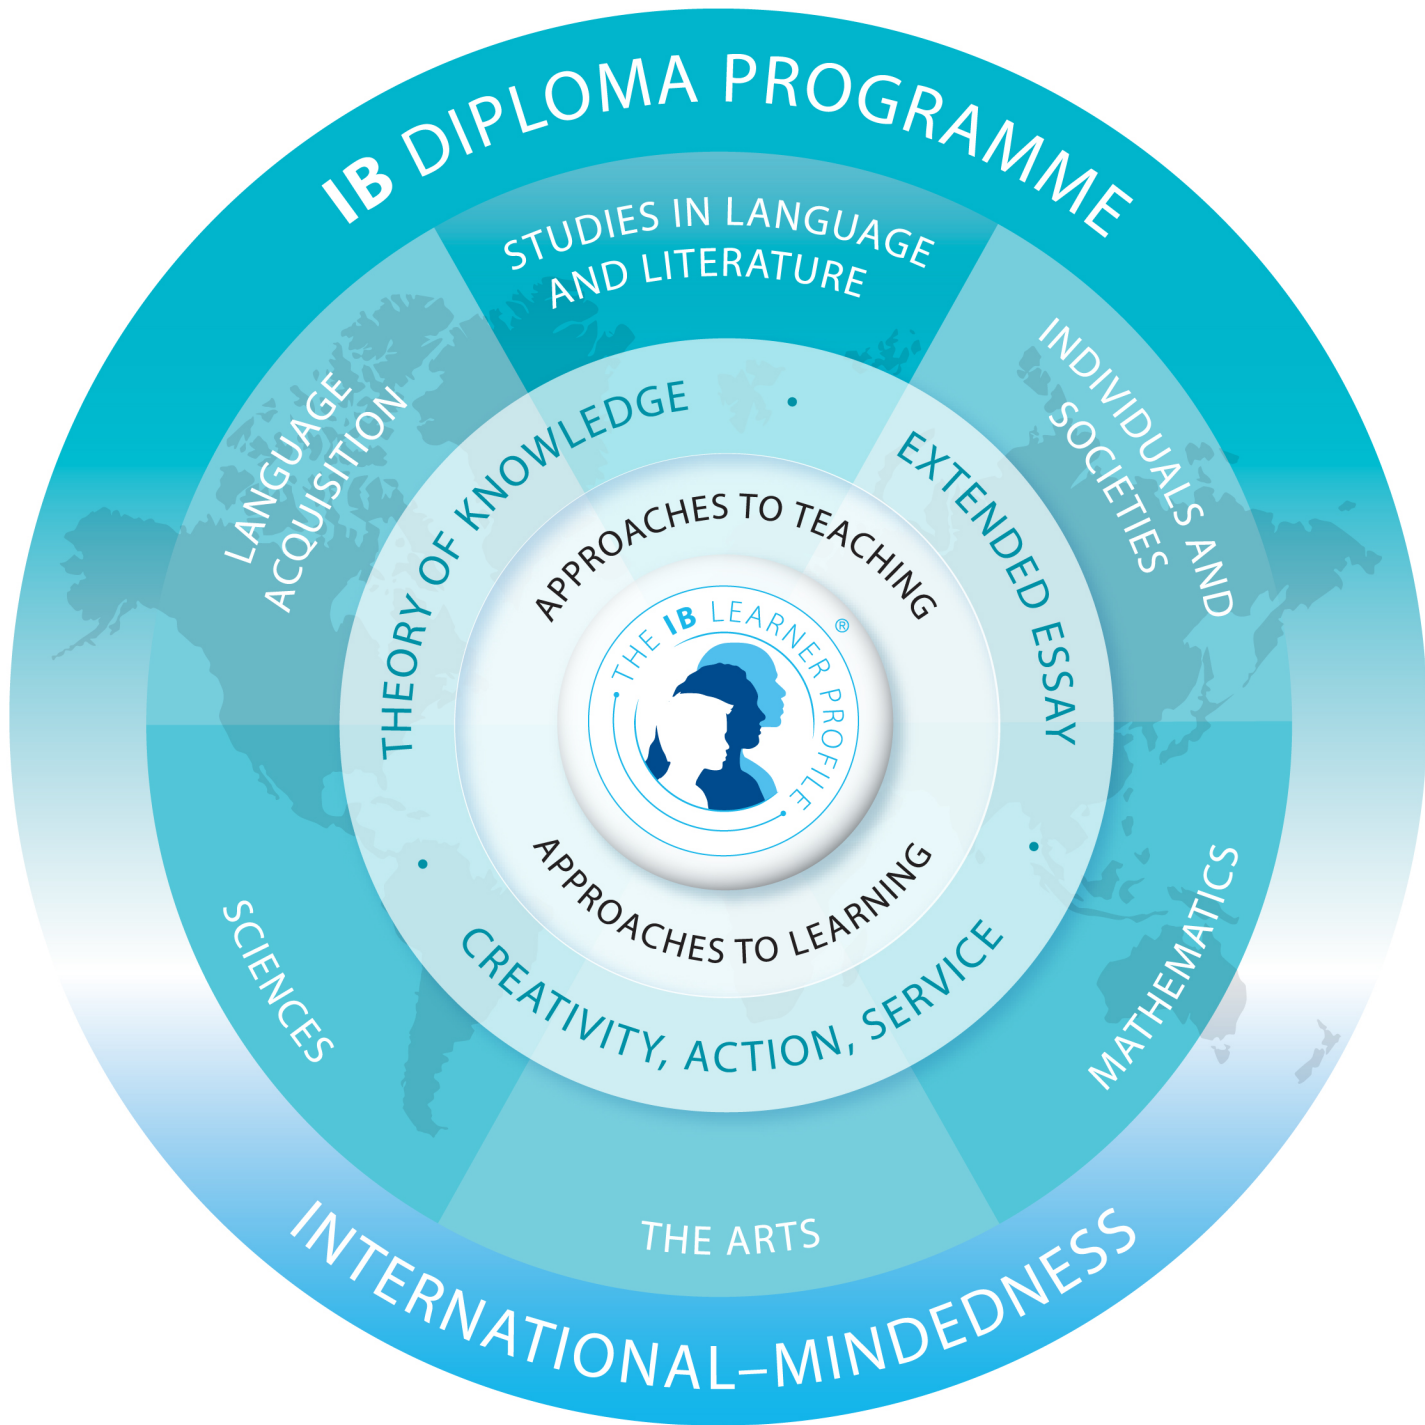 IB DIPLOMA PROGRAMME
STUDIES IN LANGUAGE
AND LITERATURE
LANGUAGE
ACQUISITION
INDIVIDUALS AND
SOCIETIES
THEORY OF KNOWLEDGE
•
EXTENDED ESSAY
APPROACHES TO TEACHING
• THE IB LEARNER PROFILE •
®
APPROACHES TO LEARNING
•
•
CREATIVITY, ACTION, SERVICE
SCIENCES
MATHEMATICS
THE ARTS
INTERNATIONAL–MINDEDNESS